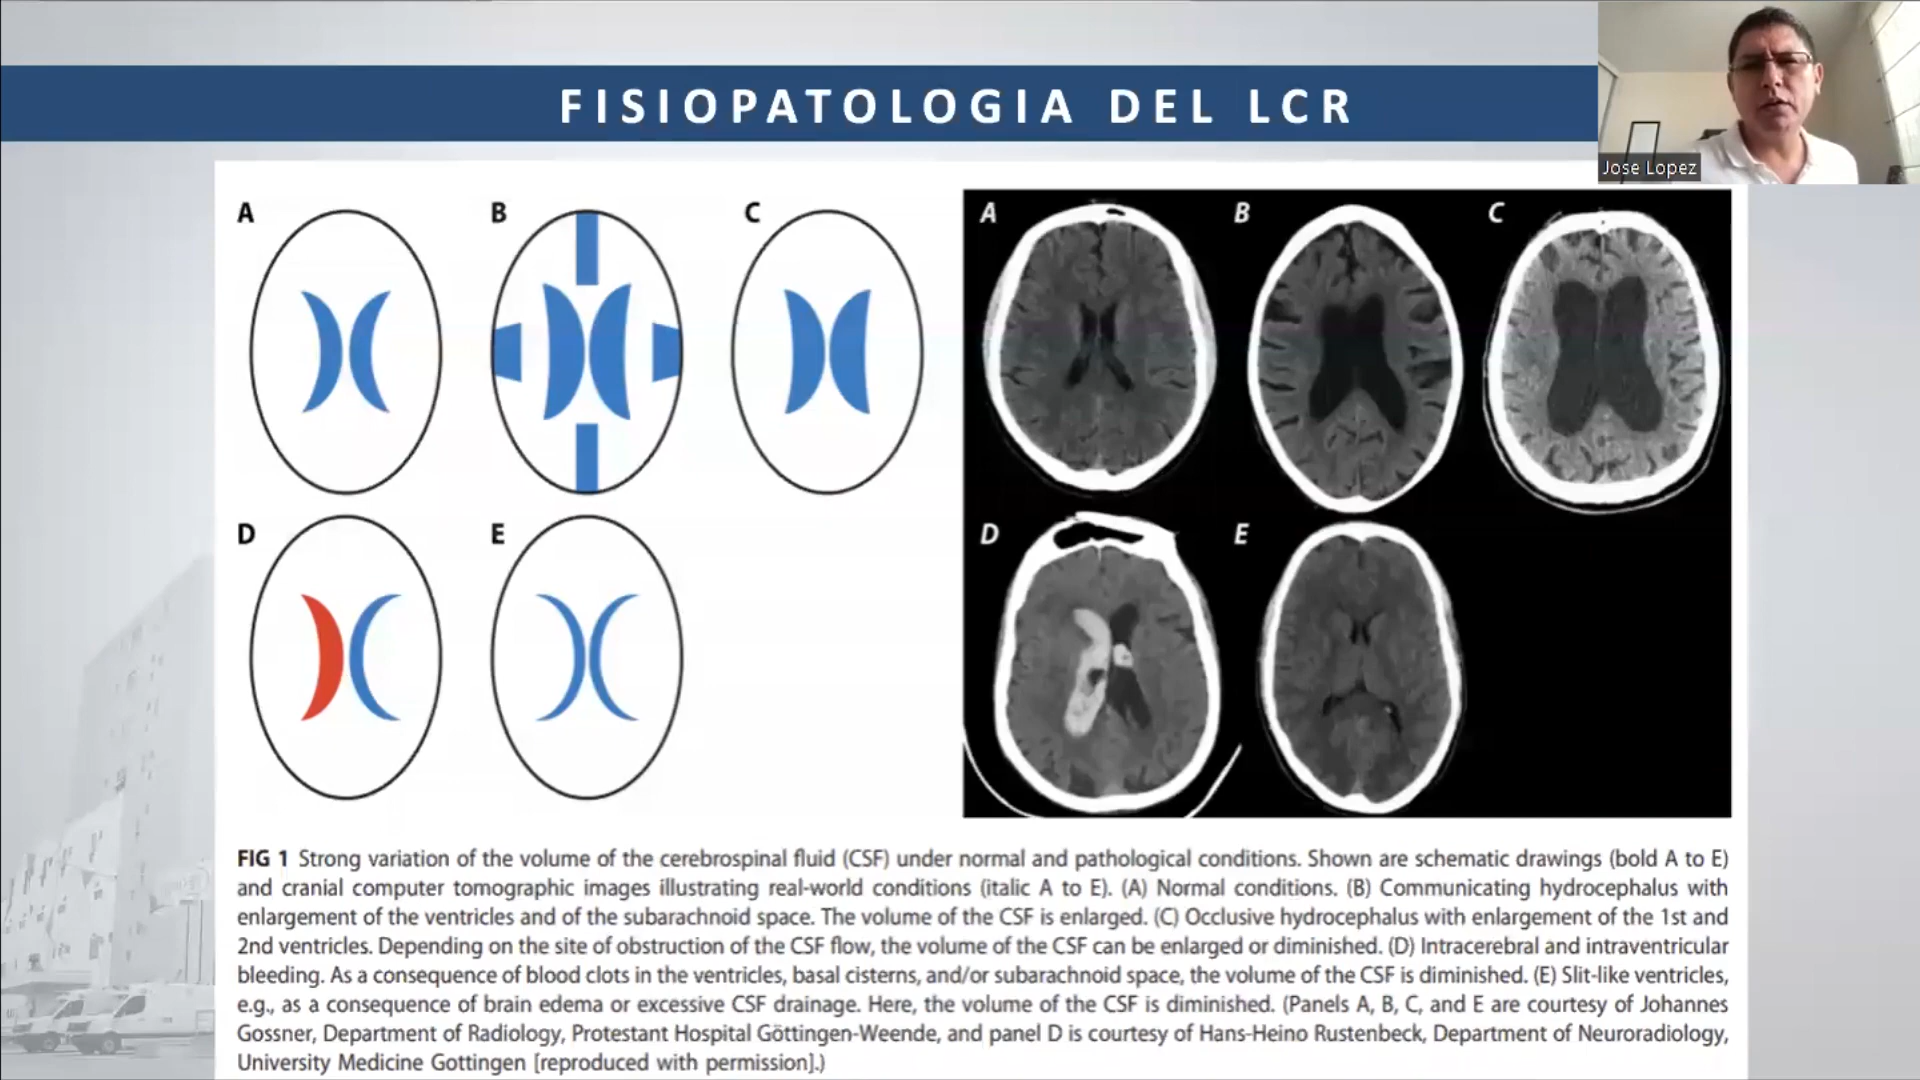 FISIOPATOLOGIA DEL LCR
Jose Lopez
A
B
C
D
E
A
B
C
D
E
FIG 1 Strong variation of the volume of the cerebrospinal fluid (CSF) under normal and pathological conditions. Shown are schematic drawings (bold A to E)
and cranial computer tomographic images illustrating real-world conditions (italic A to E). (A) Normal conditions. (B) Communicating hydrocephalus with
enlargement of the ventricles and of the subarachnoid space. The volume of the CSF is enlarged. (C) Occlusive hydrocephalus with enlargement of the 1st and
2nd ventricles. Depending on the site of obstruction of the CSF flow, the volume of the CSF can be enlarged or diminished. (D) Intracerebral and intraventricular
bleeding. As a consequence of blood clots in the ventricles, basal cisterns, and/or subarachnoid space, the volume of the CSF is diminished. (E) Slit-like ventricles,
e.g., as a consequence of brain edema or excessive CSF drainage. Here, the volume of the CSF is diminished. (Panels A, B, C, and E are courtesy of Johannes
Gossner, Department of Radiology, Protestant Hospital Göttingen-Weende, and panel D is courtesy of Hans-Heino Rustenbeck, Department of Neuroradiology,
University Medicine Gottingen [reproduced with permission].)